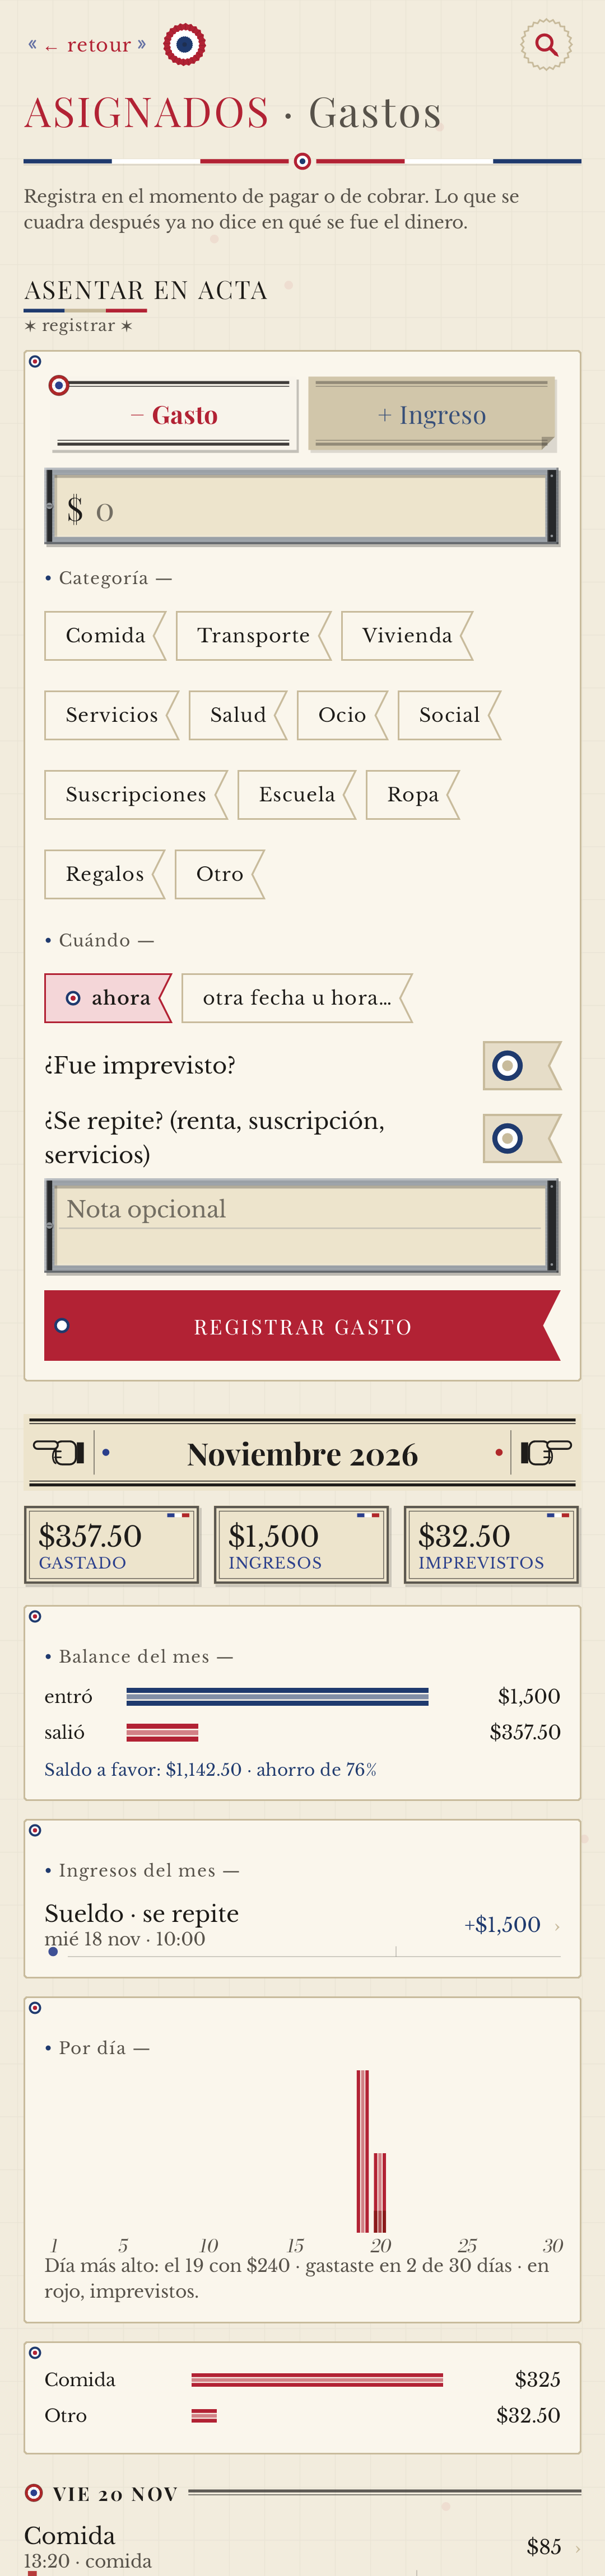 « ← retour »
ASIGNADOS · Gastos
Registra en el momento de pagar o de cobrar. Lo que se
cuadra después ya no dice en qué se fue el dinero.
ASENTAR EN ACTA
✶ registrar ✶
− Gasto
+ Ingreso
$ 0
• Categoría —
Comida
Transporte
Vivienda
Servicios
Salud
Ocio
Social
Suscripciones
Escuela
Ropa
Regalos
Otro
• Cuándo —
ahora
otra fecha u hora...
¿Fue imprevisto?
¿Se repite? (renta, suscripción,
servicios)
Nota opcional
REGISTRAR GASTO
Noviembre 2026
$357.50
GASTADO
$1,500
INGRESOS
$32.50
IMPREVISTOS
• Balance del mes —
entró $1,500
salió $357.50
Saldo a favor: $1,142.50 · ahorro de 76%
• Ingresos del mes —
Sueldo · se repite
mié 18 nov · 10:00
+$1,500 ›
• Por día —
1 5 10 15 20 25 30
Día más alto: el 19 con $240 · gastaste en 2 de 30 días · en
rojo, imprevistos.
Comida $325
Otro $32.50
VIE 20 NOV
Comida
13:20 · comida
$85 ›